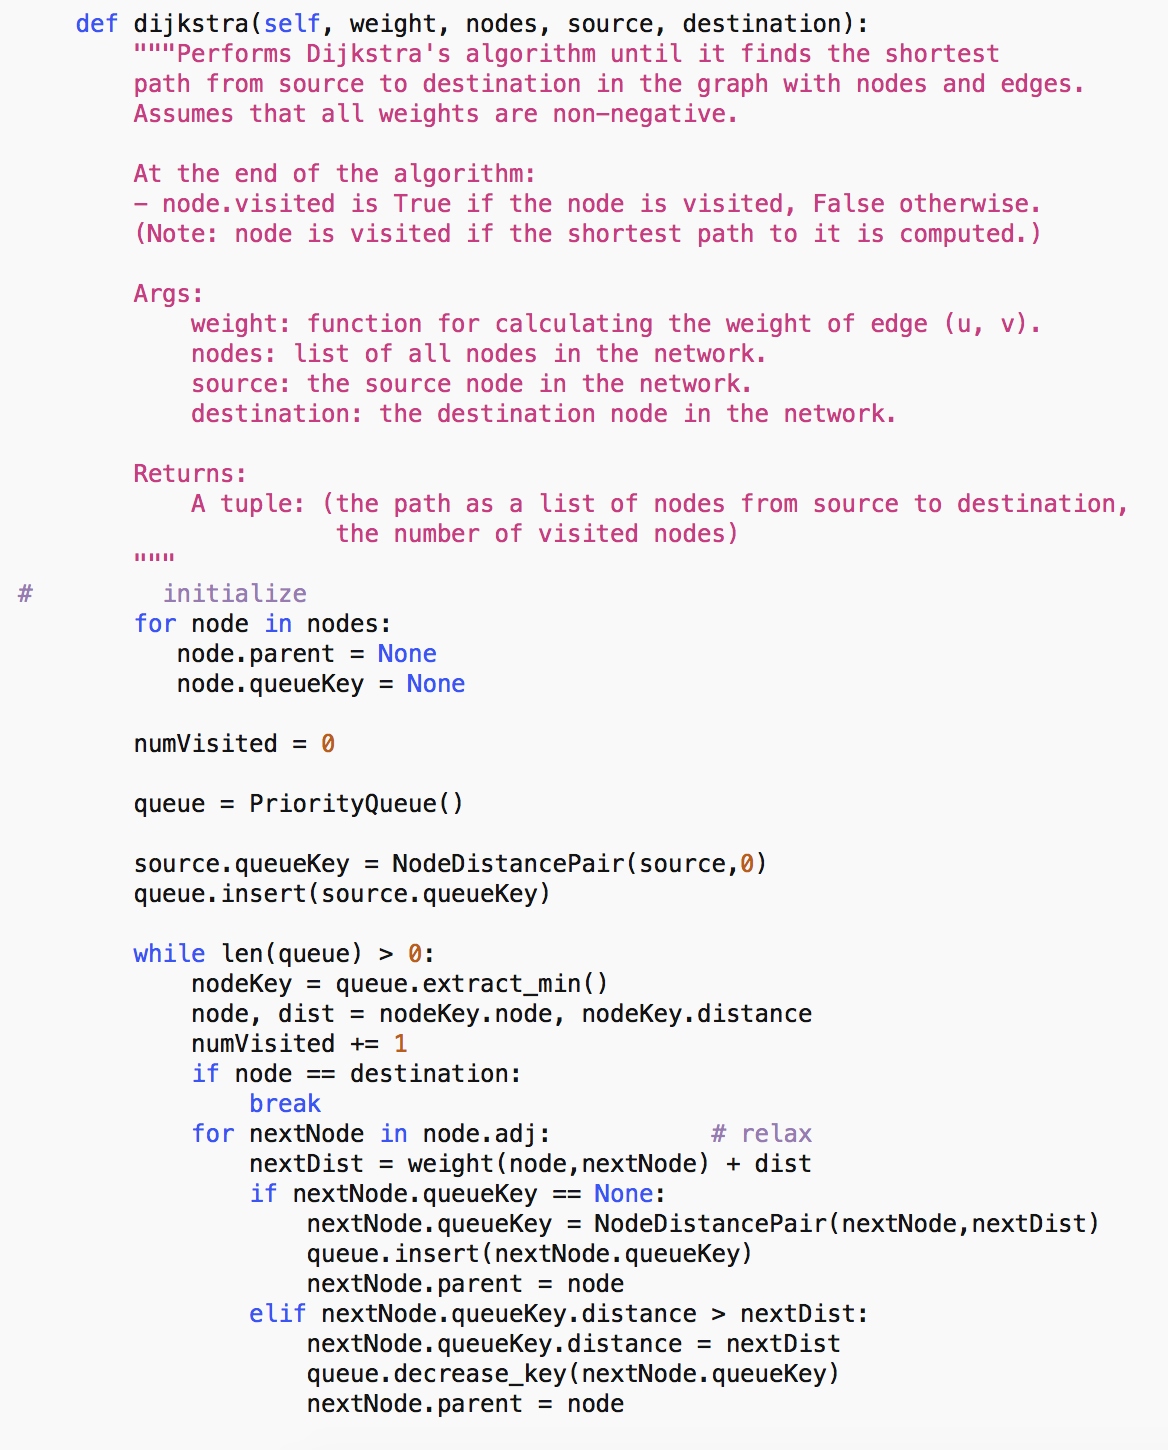 def dijkstra(self, weight, nodes, source, destination):
"""Performs Dijkstra's algorithm until it finds the shortest
path from source to destination in the graph with nodes and edges.
Assumes that all weights are non-negative.
At the end of the algorithm:
- node.visited is True if the node is visited, False otherwise.
(Note: node is visited if the shortest path to it is computed.)
Args:
weight: function for calculating the weight of edge (u, v).
nodes: list of all nodes in the network.
source: the source node in the network.
destination: the destination node in the network.
Returns:
A tuple: (the path as a list of nodes from source to destination,
the number of visited nodes)
"""
# initialize
for node in nodes:
node.parent = None
node.queueKey = None
numVisited = 0
queue = PriorityQueue()
source.queueKey = NodeDistancePair(source,0)
queue.insert(source.queueKey)
while len(queue) > 0:
nodeKey = queue.extract_min()
node, dist = nodeKey.node, nodeKey.distance
numVisited += 1
if node == destination:
break
for nextNode in node.adj: # relax
nextDist = weight(node,nextNode) + dist
if nextNode.queueKey == None:
nextNode.queueKey = NodeDistancePair(nextNode,nextDist)
queue.insert(nextNode.queueKey)
nextNode.parent = node
elif nextNode.queueKey.distance > nextDist:
nextNode.queueKey.distance = nextDist
queue.decrease_key(nextNode.queueKey)
nextNode.parent = node